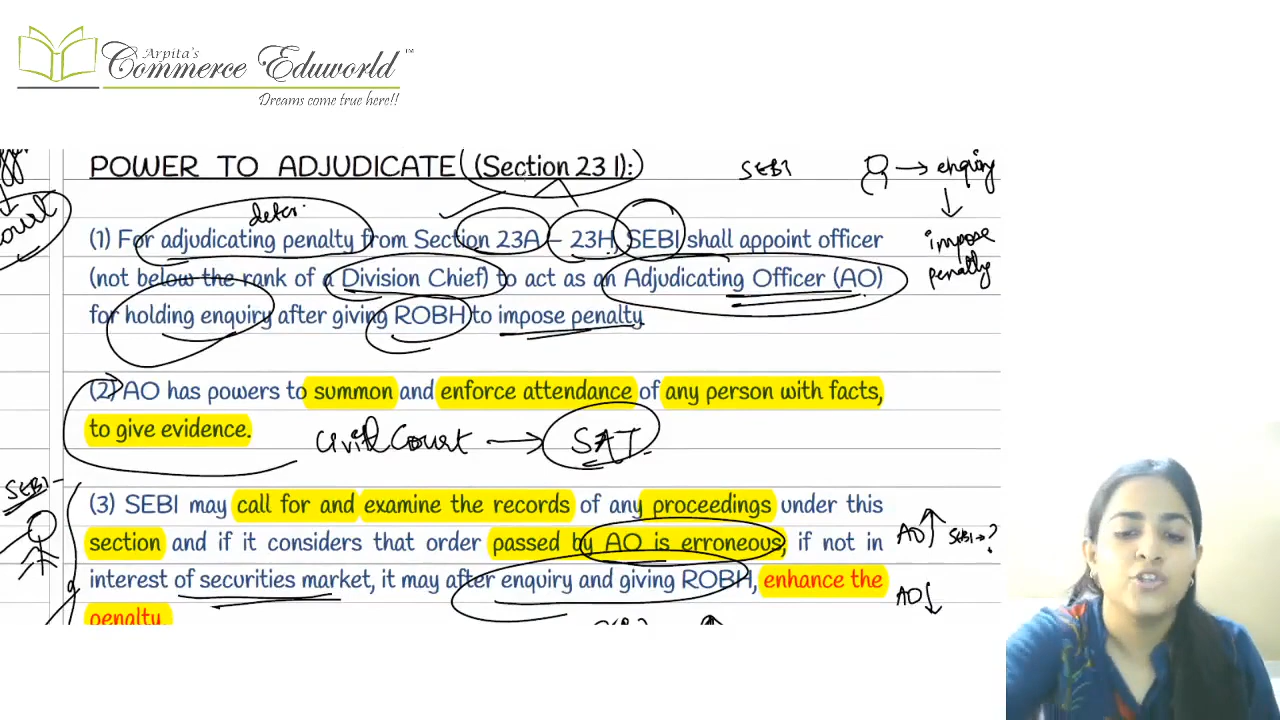 Arpita's
Commerce Eduworld™
Dreams come true here!!
POWER TO ADJUDICATE (Section 23 I):
SEBI
→ enquiry
impose
penalty
deter.
Court
(1) For adjudicating penalty from Section 23A – 23H, SEBI shall appoint officer
(not below the rank of a Division Chief) to act as an Adjudicating Officer (AO)
for holding enquiry after giving ROBH to impose penalty.
(2) AO has powers to summon and enforce attendance of any person with facts,
to give evidence.
Civil Court → SAT
SEBI
(3) SEBI may call for and examine the records of any proceedings under this
section and if it considers that order passed by AO is erroneous, if not in
interest of securities market, it may after enquiry and giving ROBH, enhance the
penalty.
AO↑ SEBI→?
AO↓